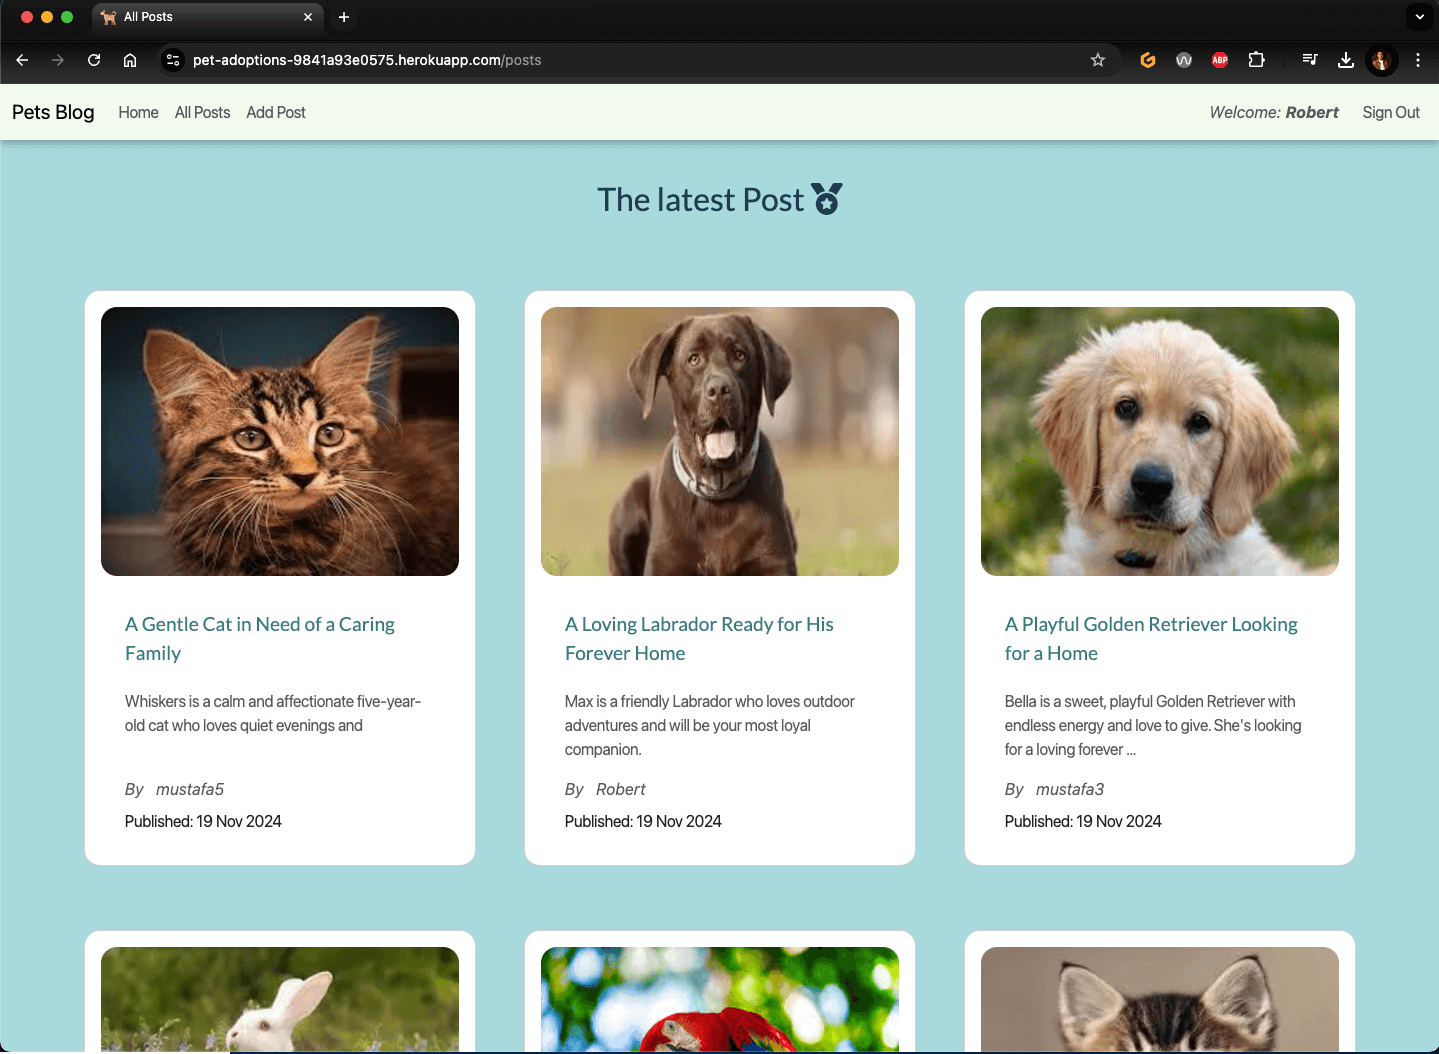 All Posts
pet-adoptions-9841a93e0575.herokuapp.com/posts
ABP
Pets Blog Home All Posts Add Post Welcome: Robert Sign Out
The latest Post
A Gentle Cat in Need of a Caring
Family
Whiskers is a calm and affectionate five-year-
old cat who loves quiet evenings and
By mustafa5
Published: 19 Nov 2024
A Loving Labrador Ready for His
Forever Home
Max is a friendly Labrador who loves outdoor
adventures and will be your most loyal
companion.
By Robert
Published: 19 Nov 2024
A Playful Golden Retriever Looking
for a Home
Bella is a sweet, playful Golden Retriever with
endless energy and love to give. She's looking
for a loving forever ...
By mustafa3
Published: 19 Nov 2024